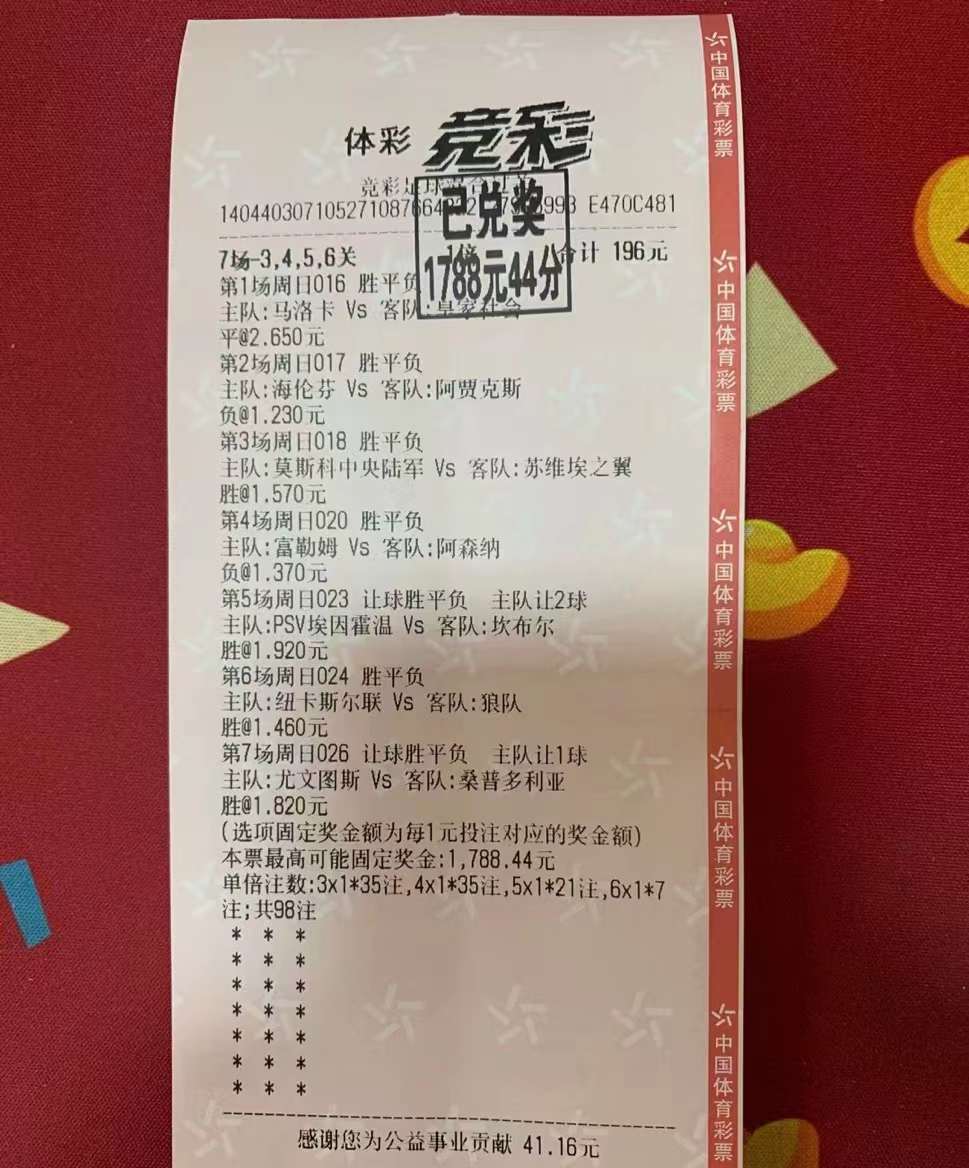 体彩 竞彩
竞彩足球混合过关
已兑奖
1788元44分
E470C481
7场-3,4,5,6关 1倍 合计 196元
第1场周日016 胜平负
主队:马洛卡 Vs 客队:皇家社会
平@2.650元
第2场周日017 胜平负
主队:海伦芬 Vs 客队:阿贾克斯
负@1.230元
第3场周日018 胜平负
主队:莫斯科中央陆军 Vs 客队:苏维埃之翼
胜@1.570元
第4场周日020 胜平负
主队:富勒姆 Vs 客队:阿森纳
负@1.370元
第5场周日023 让球胜平负 主队让2球
主队:PSV埃因霍温 Vs 客队:坎布尔
胜@1.920元
第6场周日024 胜平负
主队:纽卡斯尔联 Vs 客队:狼队
胜@1.460元
第7场周日026 让球胜平负 主队让1球
主队:尤文图斯 Vs 客队:桑普多利亚
胜@1.820元
(选项固定奖金额为每1元投注对应的奖金额)
本票最高可能固定奖金:1,788.44元
单倍注数:3x1*35注,4x1*35注,5x1*21注,6x1*7
注;共98注
* * *
* * *
* * *
* * *
* * *
* * *
* * *
感谢您为公益事业贡献 41.16元
中国体育彩票
中国体育彩票
中国体育彩票
中国体育彩票
中国体育彩票